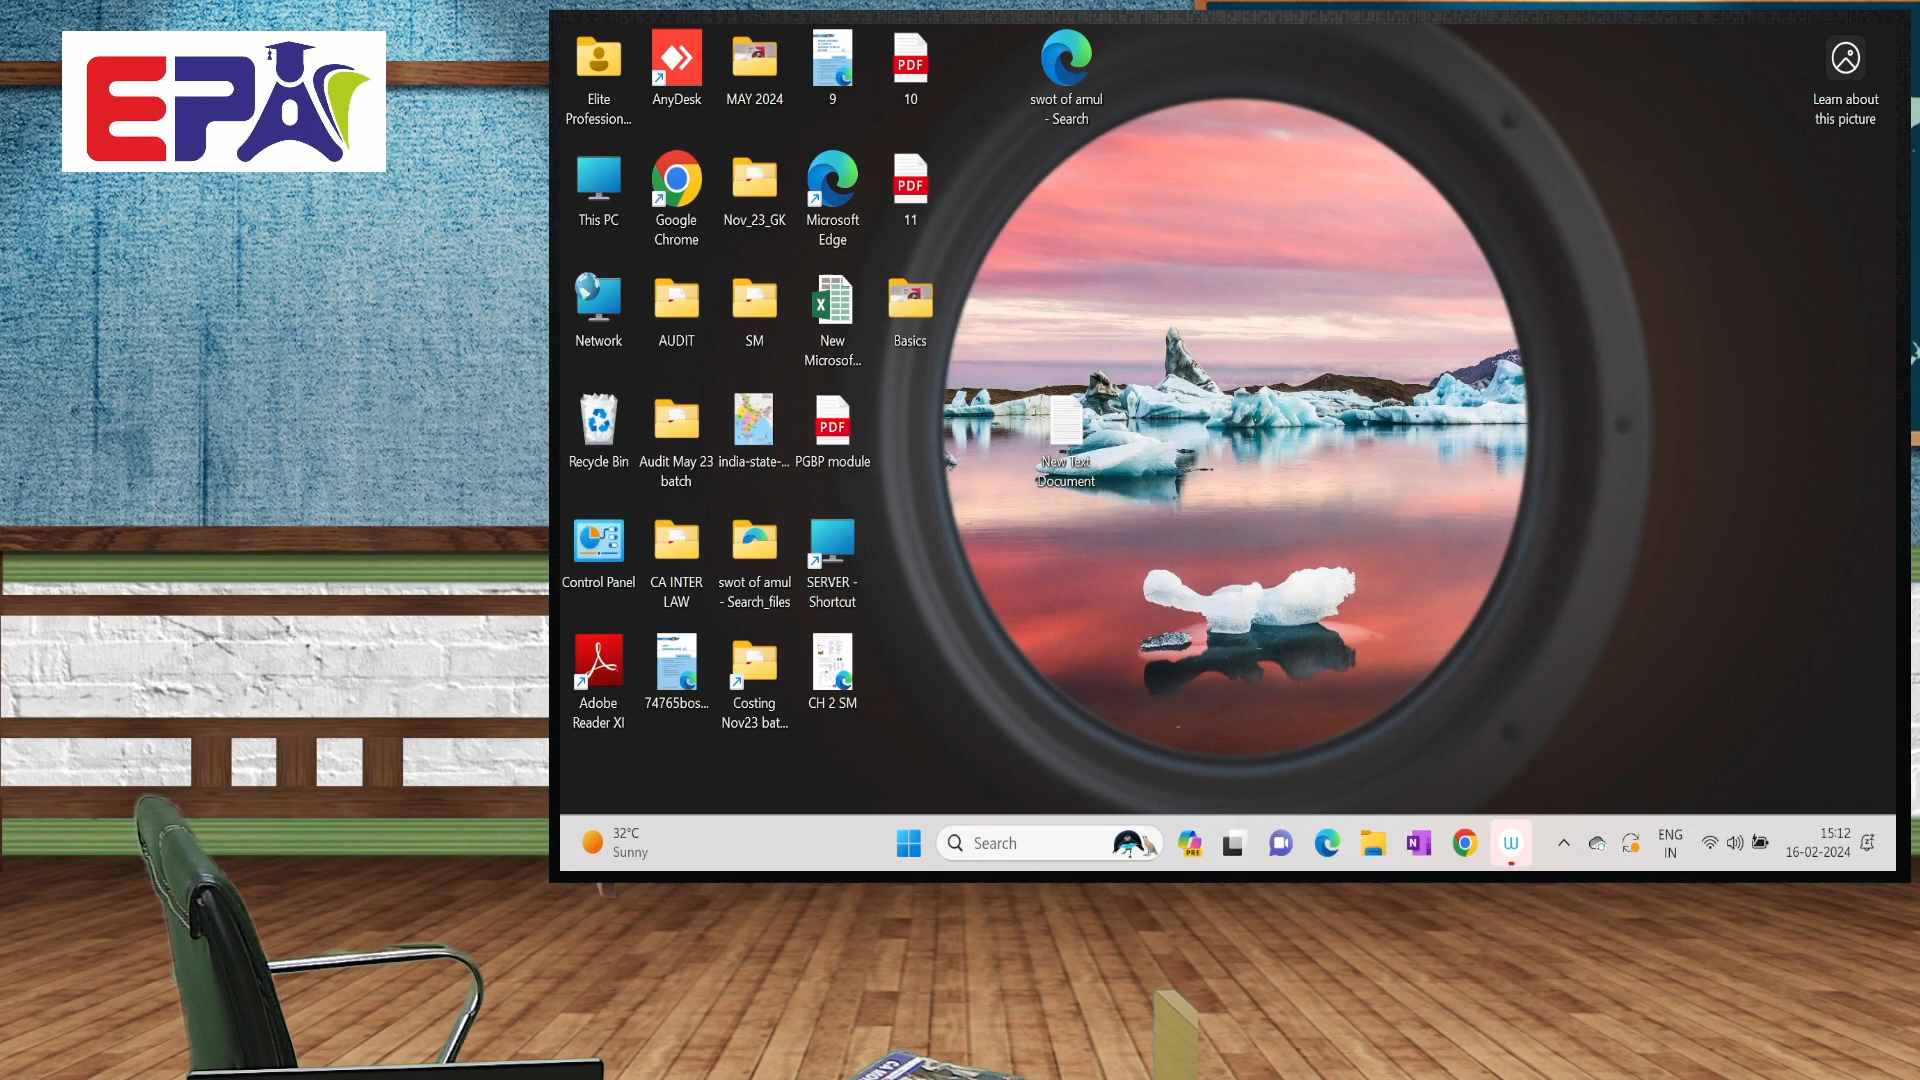 EPA
Elite
Profession...
AnyDesk
MAY 2024
9
PDF
10
swot of amul
- Search
Learn about
this picture
This PC
Google
Chrome
Nov_23_GK
Microsoft
Edge
PDF
11
Network
AUDIT
SM
New
Microsof...
Basics
Recycle Bin
Audit May 23
batch
india-state-...
PDF
PGBP module
New Text
Document
Control Panel
CA INTER
LAW
swot of amul
- Search_files
SERVER -
Shortcut
Adobe
Reader XI
74765bos...
Costing
Nov23 bat...
CH 2 SM
32°C
Sunny
Search
PRE
N
W
ENG
IN
15:12
16-02-2024